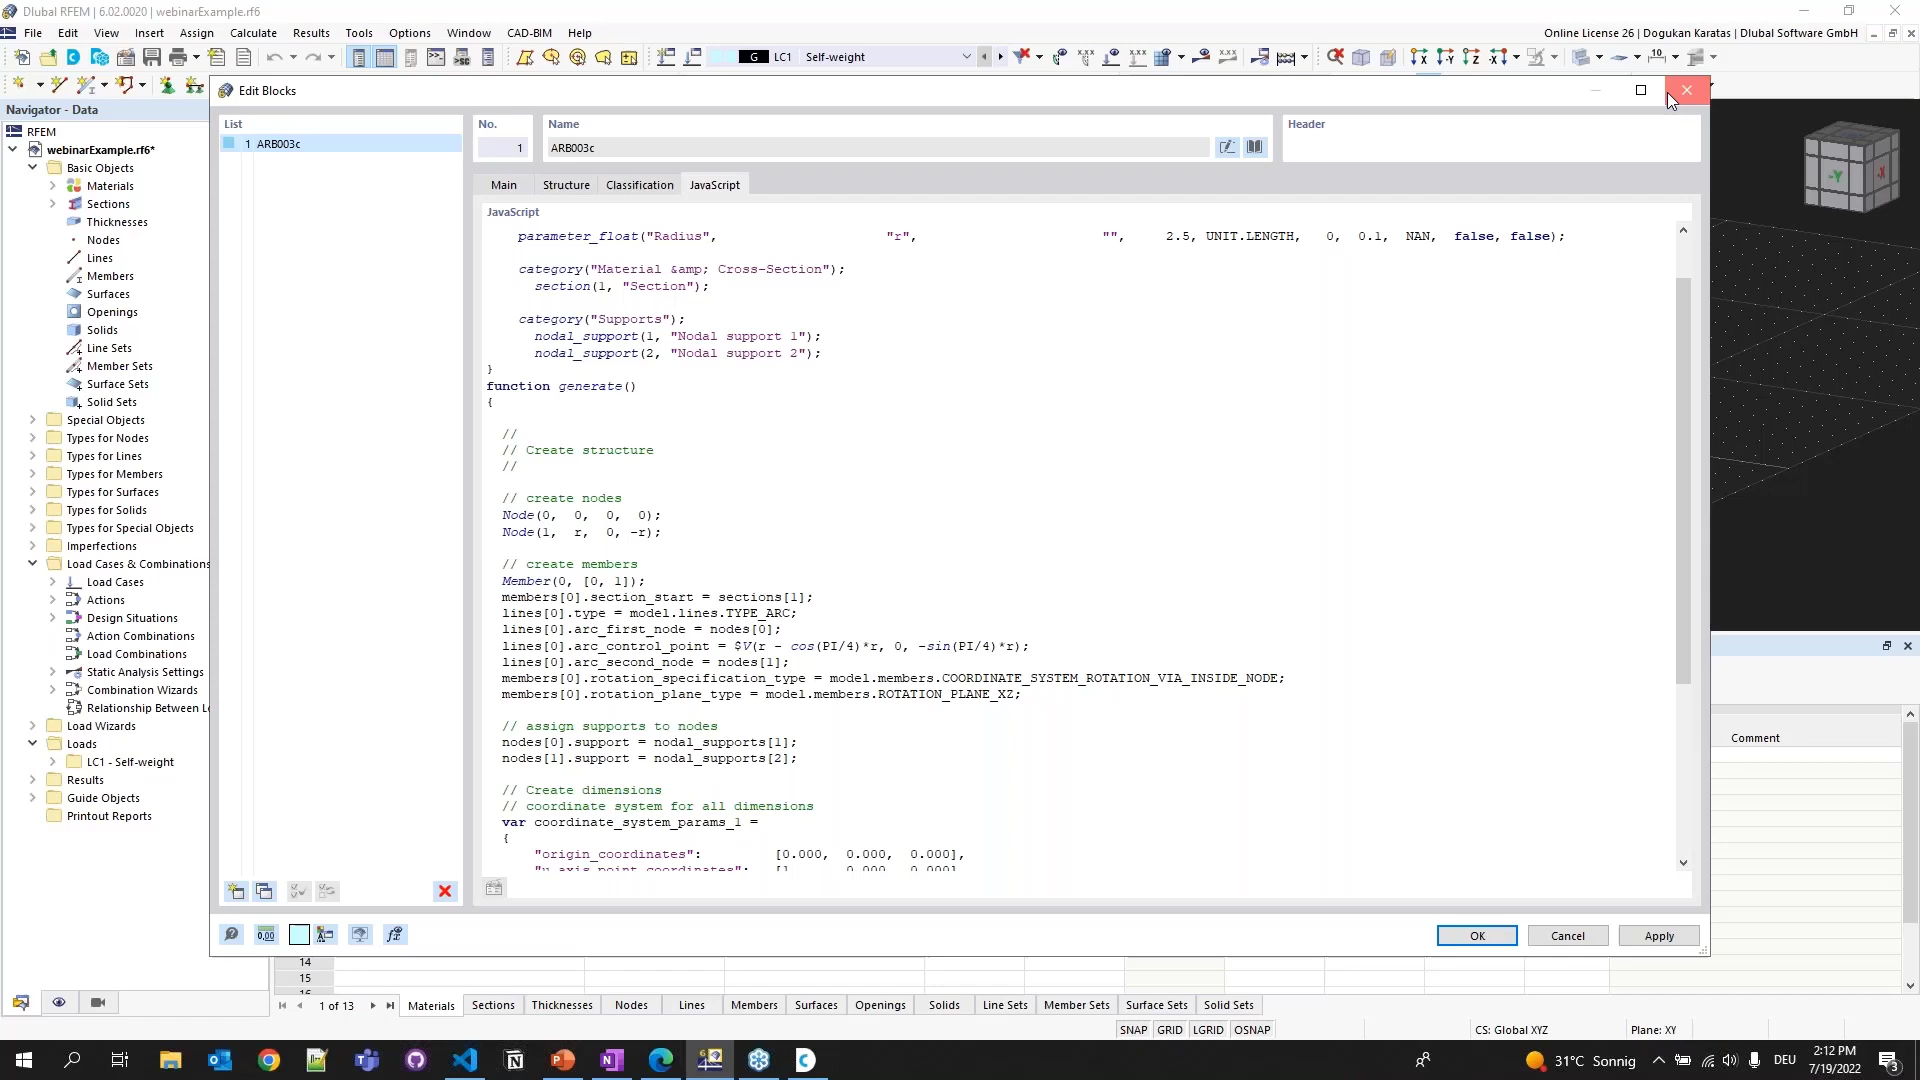 Dlubal RFEM | 6.02.0020 | webinarExample.rf6
File Edit View Insert Assign Calculate Results Tools Options Window CAD-BIM Help
Online License 26 | Dogukan Karatas | Dlubal Software GmbH
G LC1 Self-weight
Navigator - Data
RFEM
webinarExample.rf6*
Basic Objects
Materials
Sections
Thicknesses
Nodes
Lines
Members
Surfaces
Openings
Solids
Line Sets
Member Sets
Surface Sets
Solid Sets
Special Objects
Types for Nodes
Types for Lines
Types for Members
Types for Surfaces
Types for Solids
Types for Special Objects
Imperfections
Load Cases & Combinations
Load Cases
Actions
Design Situations
Action Combinations
Load Combinations
Static Analysis Settings
Combination Wizards
Relationship Between L
Load Wizards
Loads
LC1 - Self-weight
Results
Guide Objects
Printout Reports
Edit Blocks
List
1 ARB003c
No.
1
Name
ARB003c
Header
Main Structure Classification JavaScript
JavaScript
parameter_float("Radius", "r", "", 2.5, UNIT.LENGTH, 0, 0.1, NAN, false, false);
category("Material &amp; Cross-Section");
section(1, "Section");
category("Supports");
nodal_support(1, "Nodal support 1");
nodal_support(2, "Nodal support 2");
}
function generate()
{
//
// Create structure
//
// create nodes
Node(0, 0, 0, 0);
Node(1, r, 0, -r);
// create members
Member(0, [0, 1]);
members[0].section_start = sections[1];
lines[0].type = model.lines.TYPE_ARC;
lines[0].arc_first_node = nodes[0];
lines[0].arc_control_point = $V(r - cos(PI/4)*r, 0, -sin(PI/4)*r);
lines[0].arc_second_node = nodes[1];
members[0].rotation_specification_type = model.members.COORDINATE_SYSTEM_ROTATION_VIA_INSIDE_NODE;
members[0].rotation_plane_type = model.members.ROTATION_PLANE_XZ;
// assign supports to nodes
nodes[0].support = nodal_supports[1];
nodes[1].support = nodal_supports[2];
// Create dimensions
// coordinate system for all dimensions
var coordinate_system_params_1 =
{
"origin_coordinates": [0.000, 0.000, 0.000],
OK Cancel Apply
-Y -X
Comment
14
15
1 of 13 Materials Sections Thicknesses Nodes Lines Members Surfaces Openings Solids Line Sets Member Sets Surface Sets Solid Sets
SNAP GRID LGRID OSNAP CS: Global XYZ Plane: XY
31°C Sonnig DEU 2:12 PM
7/19/2022
3